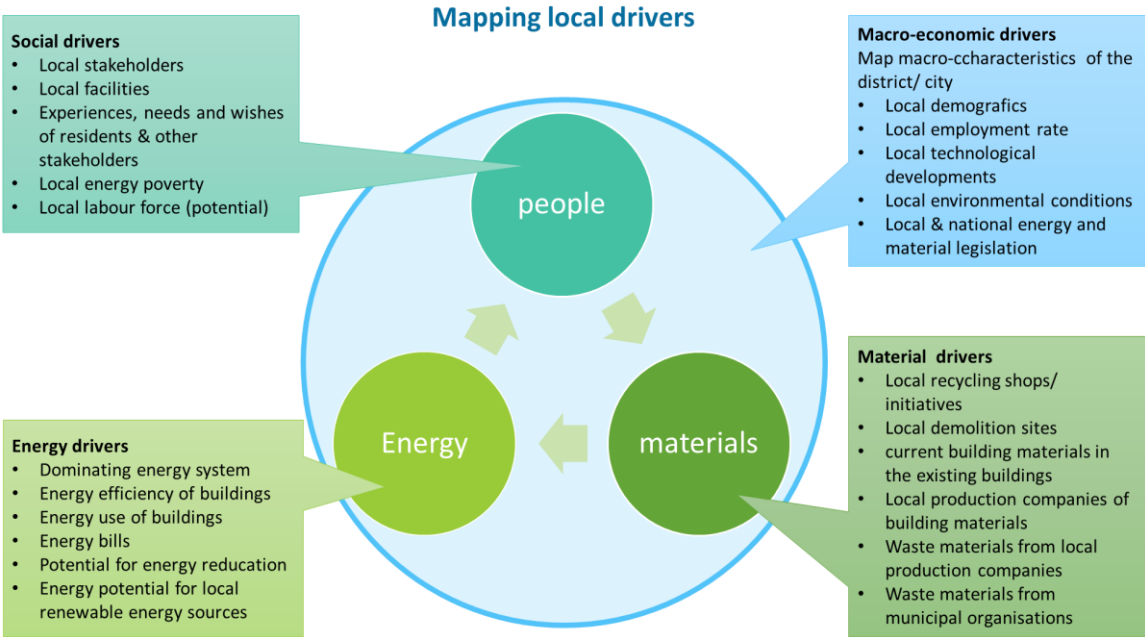 Mapping local drivers
Social drivers
• Local stakeholders
• Local facilities
• Experiences, needs and wishes
of residents & other
stakeholders
• Local energy poverty
• Local labour force (potential)
Macro-economic drivers
Map macro-ccharacteristics of the
district/ city
• Local demografics
• Local employment rate
• Local technological
developments
• Local environmental conditions
• Local & national energy and
material legislation
people
Energy
materials
Energy drivers
• Dominating energy system
• Energy efficiency of buildings
• Energy use of buildings
• Energy bills
• Potential for energy reducation
• Energy potential for local
renewable energy sources
Material drivers
• Local recycling shops/
initiatives
• Local demolition sites
• current building materials in
the existing buildings
• Local production companies of
building materials
• Waste materials from local
production companies
• Waste materials from
municipal organisations